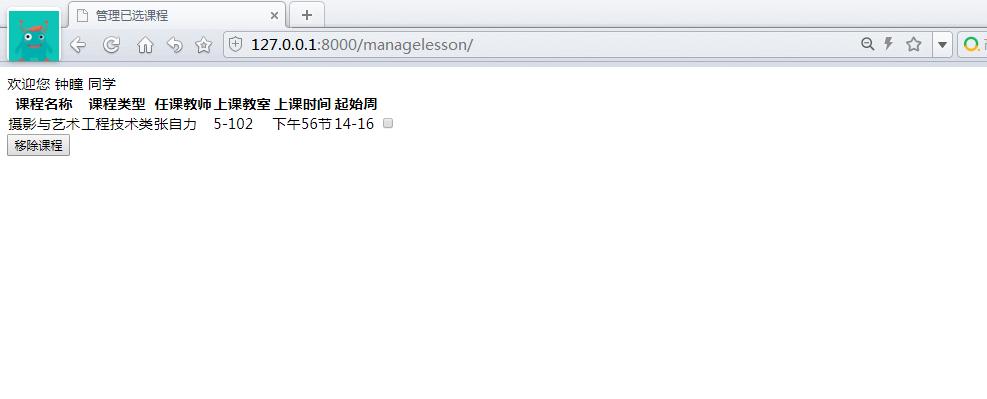 管理已选课程
127.0.0.1:8000/managelesson/
欢迎您 钟瞳 同学
课程名称 课程类型 任课教师 上课教室 上课时间 起始周
摄影与艺术 工程技术类 张自力 5-102 下午56节 14-16
移除课程